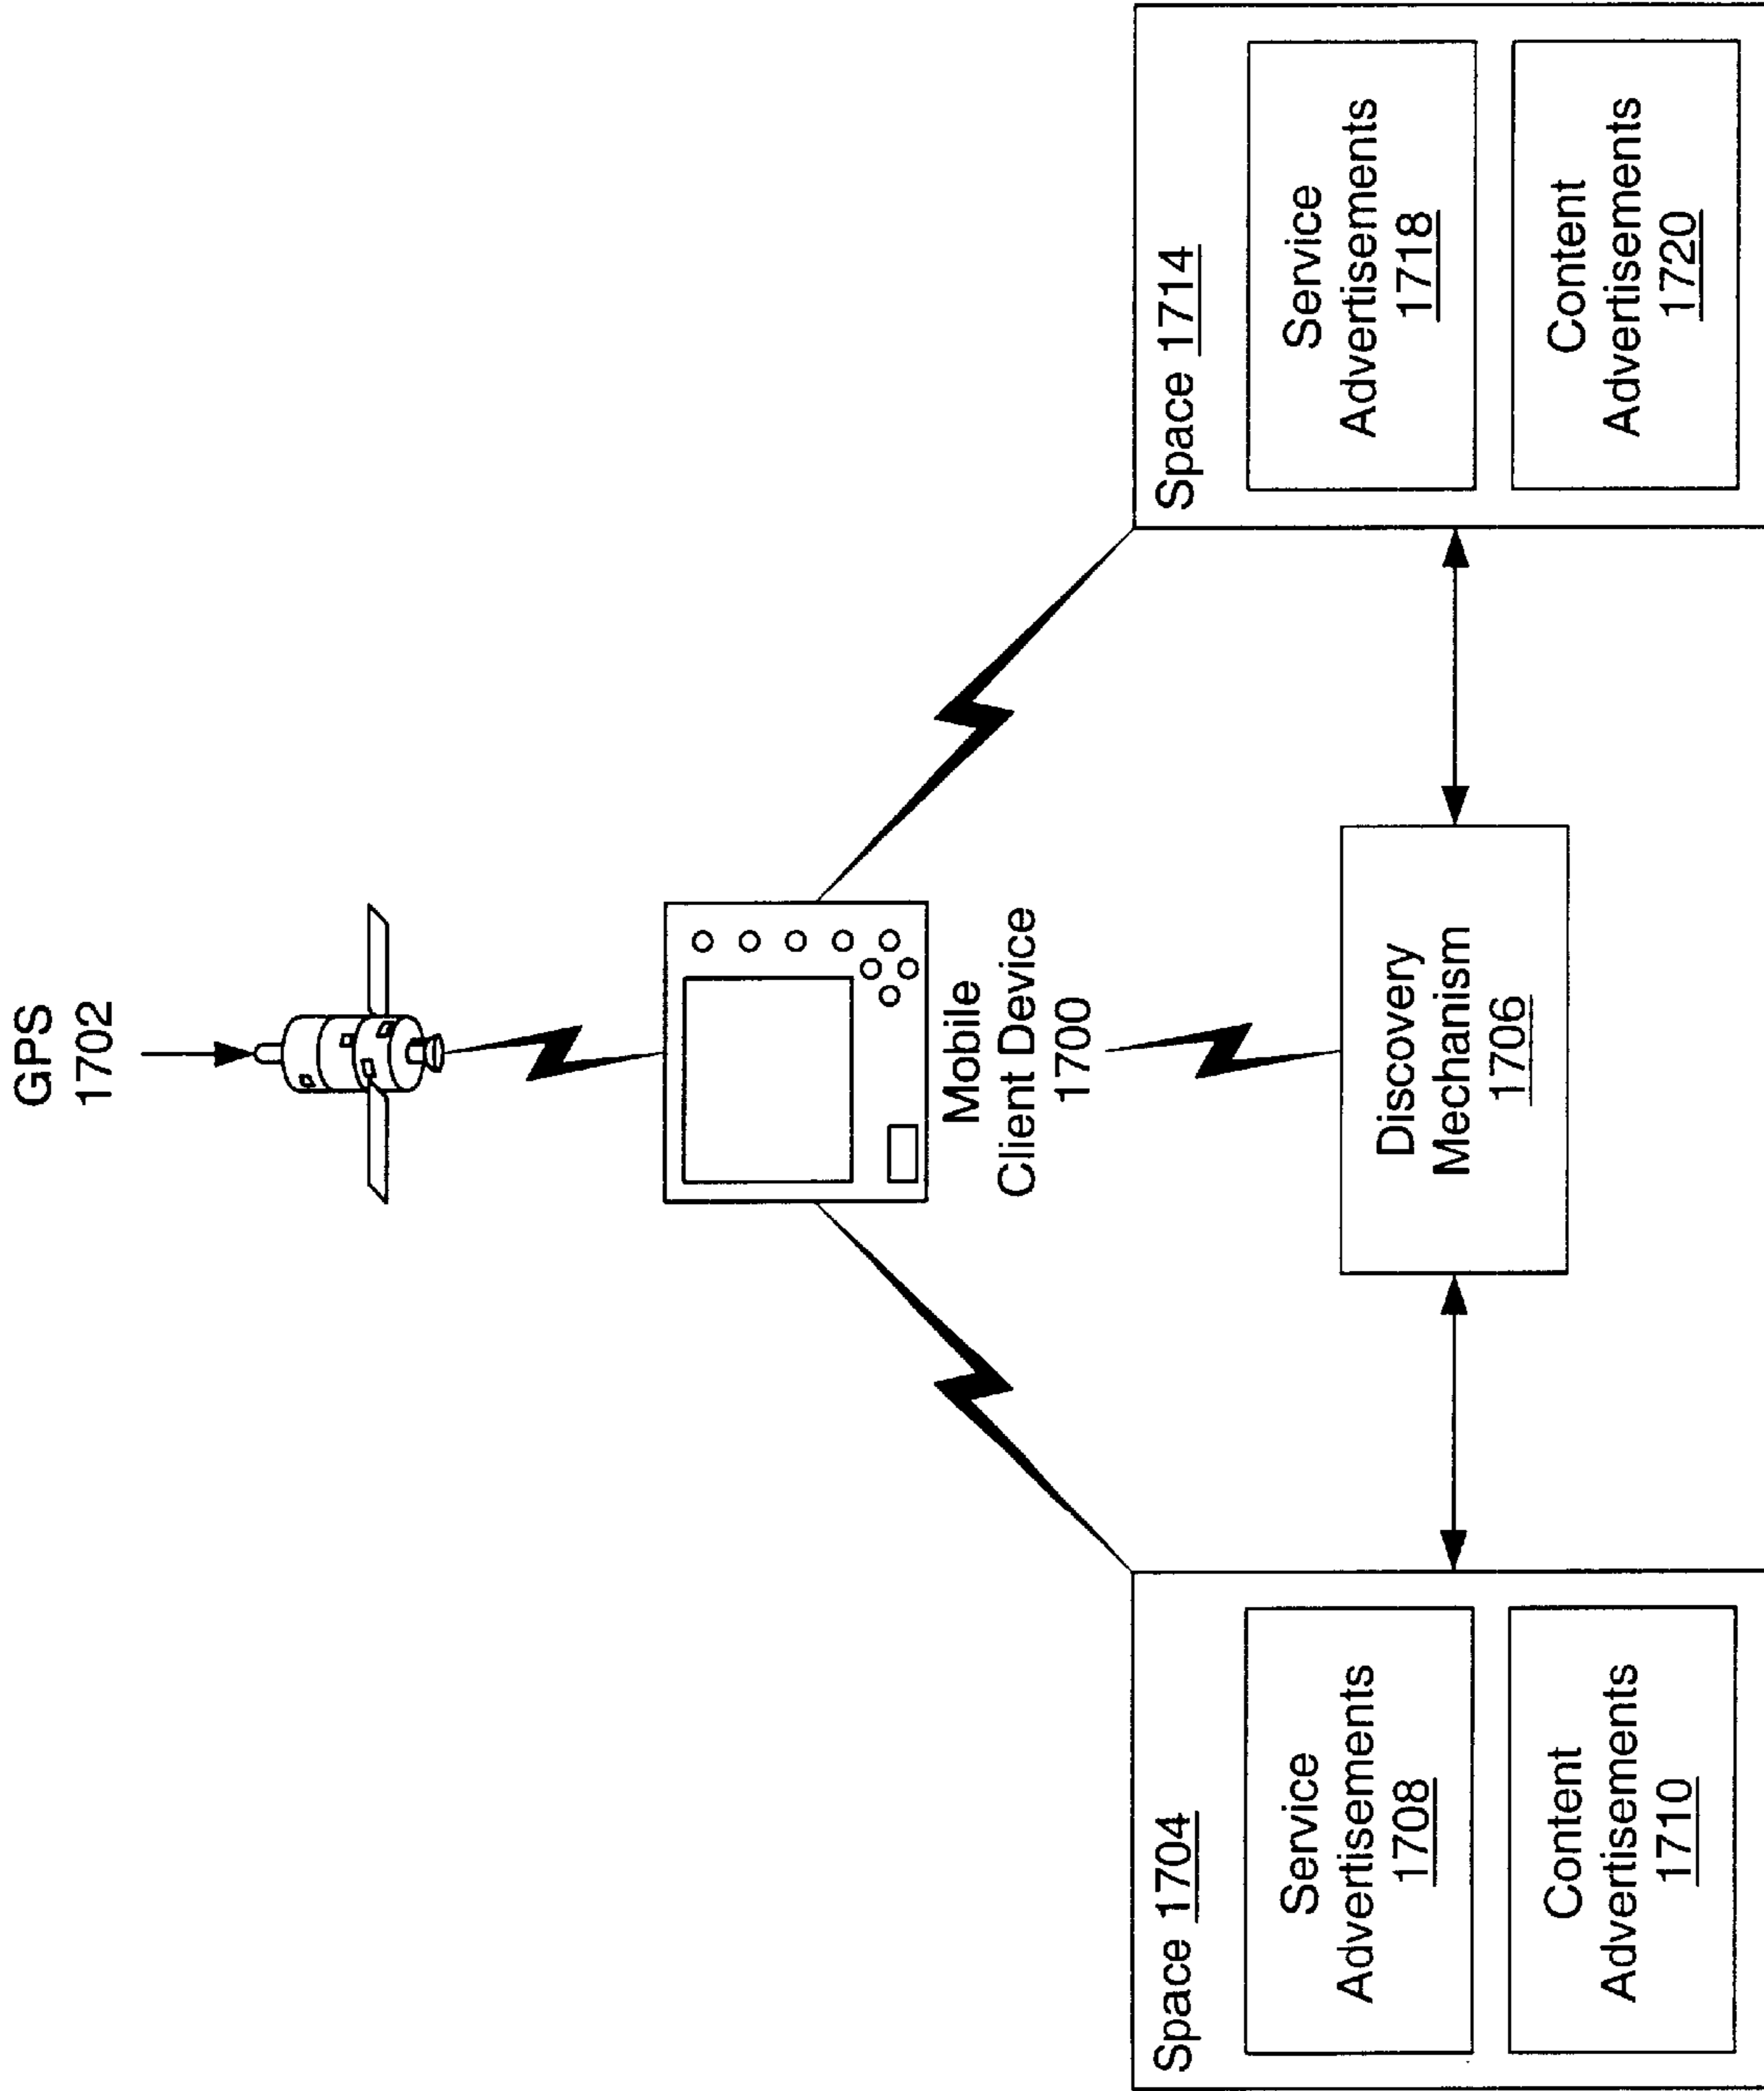 GPS
1702
Mobile
Client Device
1700
Discovery
Mechanism
1706
Space 1704
Service
Advertisements
1708
Content
Advertisements
1710
Space 1714
Service
Advertisements
1718
Content
Advertisements
1720